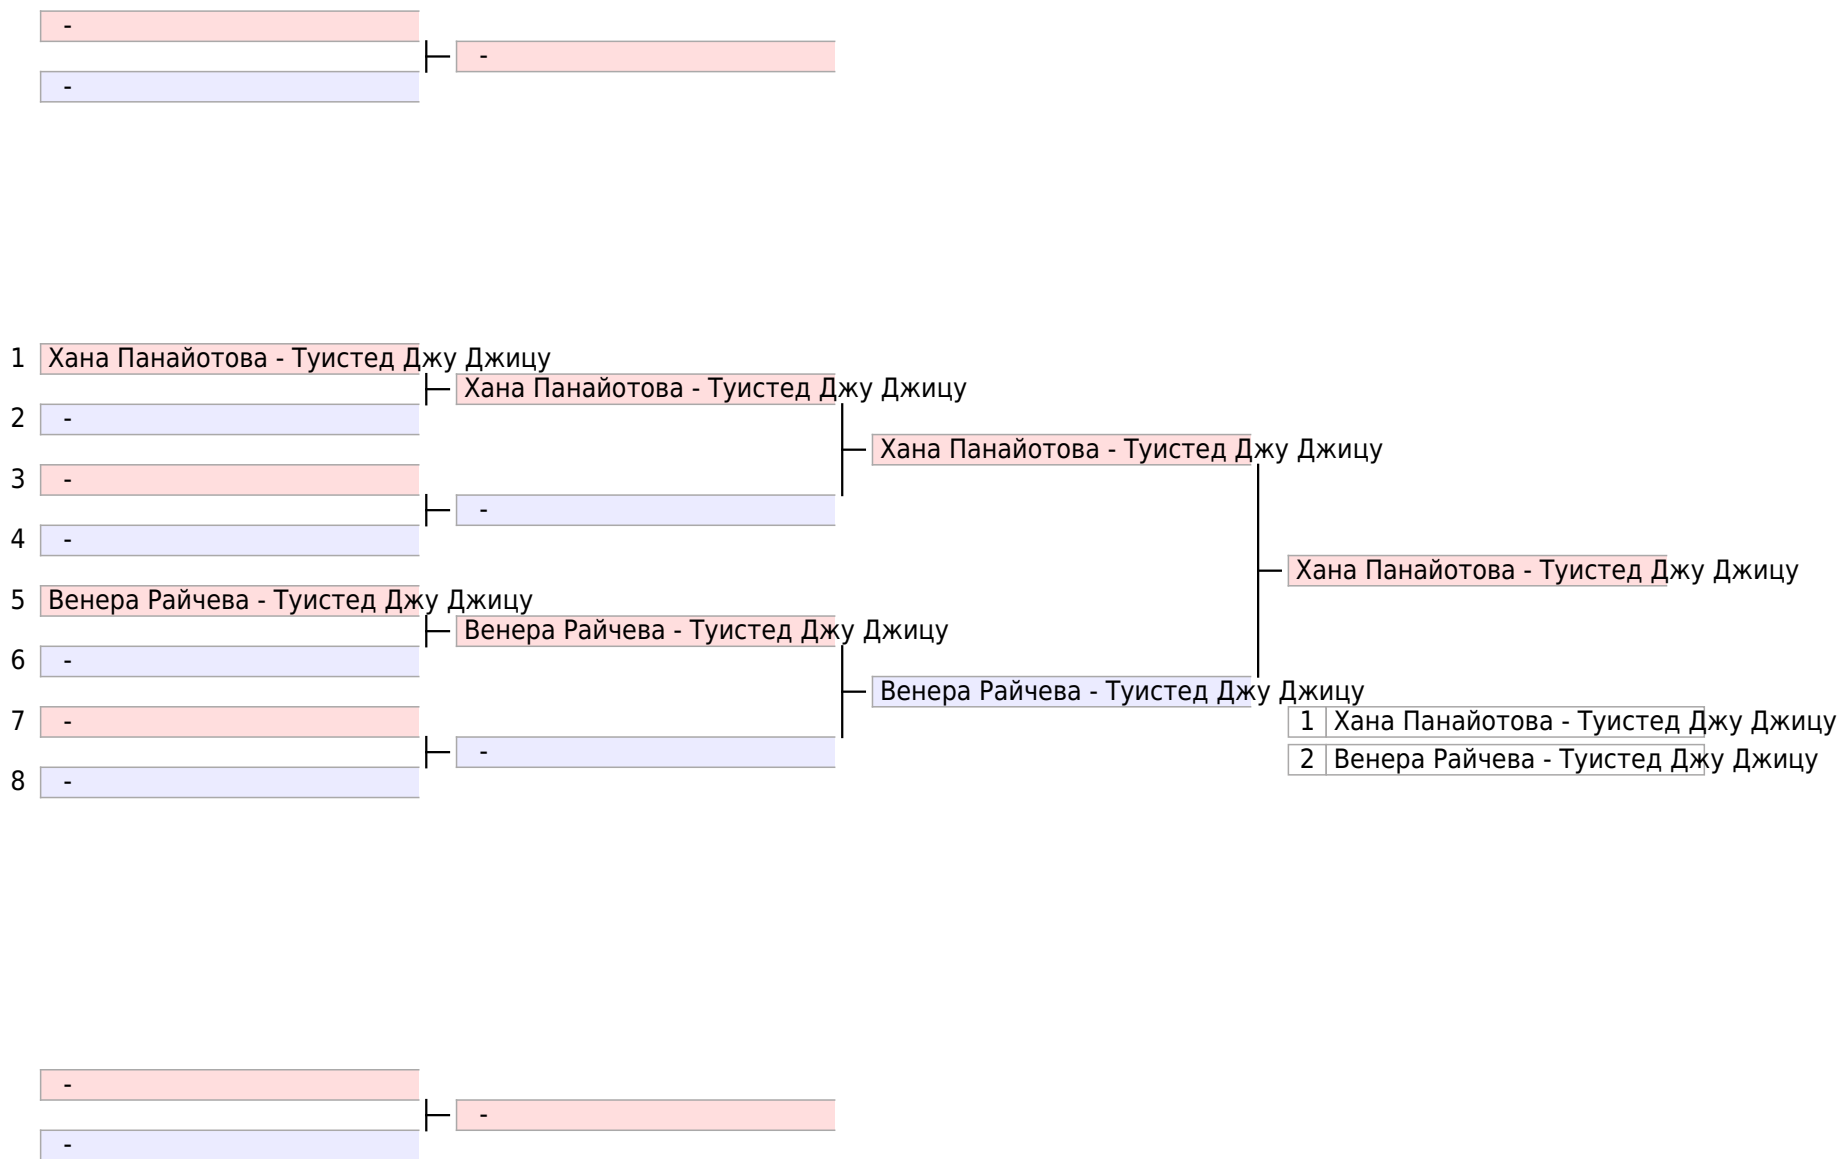 -
-
-
1 Хана Панайотова - Туистед Джу Джицу
Хана Панайотова - Туистед Джу Джицу
2 -
Хана Панайотова - Туистед Джу Джицу
3 -
-
4 -
Хана Панайотова - Туистед Джу Джицу
5 Венера Райчева - Туистед Джу Джицу
Венера Райчева - Туистед Джу Джицу
6 -
Венера Райчева - Туистед Джу Джицу
7 -
1 Хана Панайотова - Туистед Джу Джицу
-
2 Венера Райчева - Туистед Джу Джицу
8 -
-
-
-